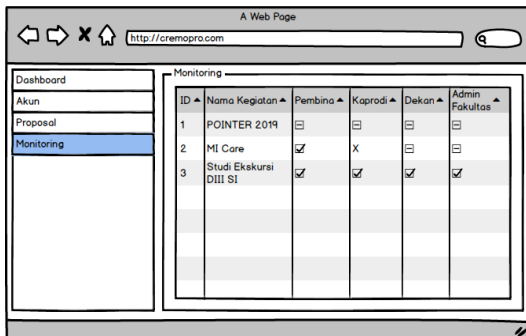 A Web Page
http://cremopro.com
Dashboard
Akun
Proposal
Monitoring
Monitoring
ID Nama Kegiatan Pembina Kaprodi Dekan Admin Fakultas
1 POINTER 2019
2 MI Care X
3 Studi Ekskursi
DIII SI